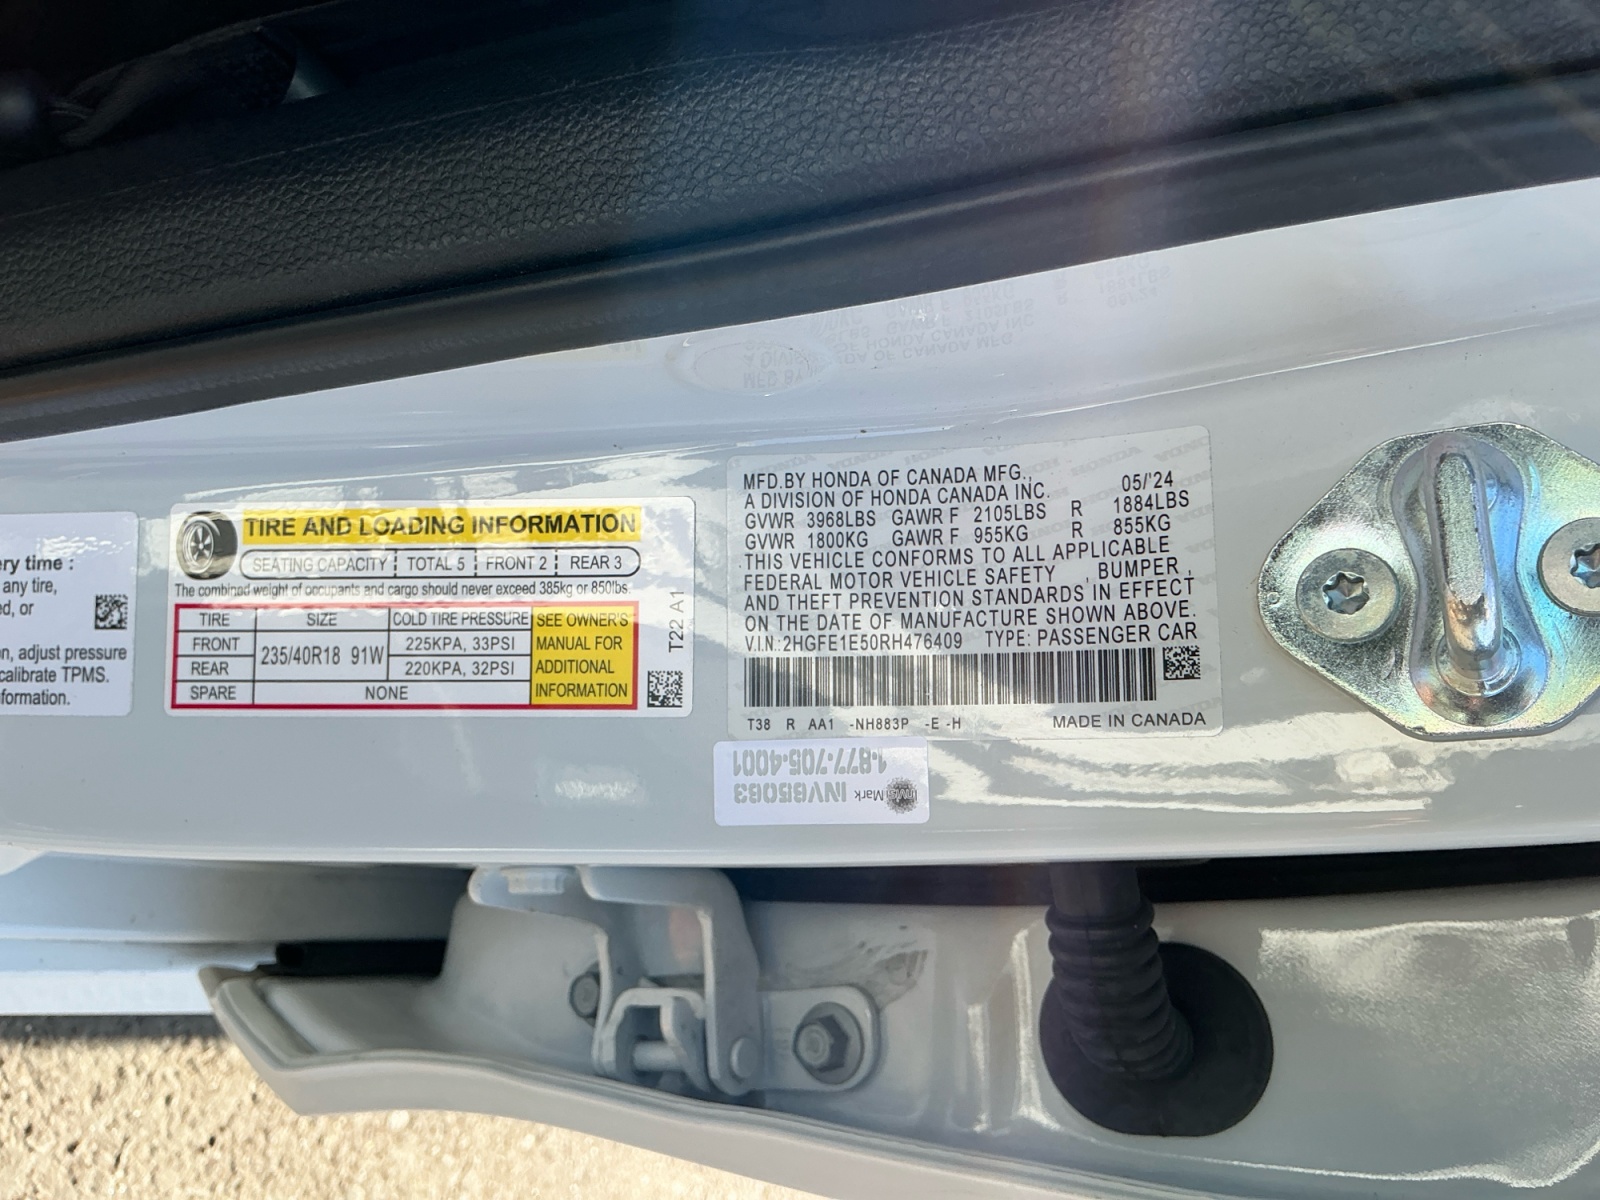 ery time :
any tire,
ed, or
n, adjust pressure
calibrate TPMS.
formation.
TIRE AND LOADING INFORMATION
SEATING CAPACITY TOTAL 5 FRONT 2 REAR 3
The combined weight of occupants and cargo should never exceed 385kg or 850lbs.
TIRE SIZE COLD TIRE PRESSURE SEE OWNER'S
FRONT 235/40R18 91W 225KPA, 33PSI MANUAL FOR
REAR 220KPA, 32PSI ADDITIONAL
SPARE NONE INFORMATION
T22 A1
MFD.BY HONDA OF CANADA MFG., 05/'24
A DIVISION OF HONDA CANADA INC.
GVWR 3968LBS GAWR F 2105LBS R 1884LBS
GVWR 1800KG GAWR F 955KG R 855KG
THIS VEHICLE CONFORMS TO ALL APPLICABLE
FEDERAL MOTOR VEHICLE SAFETY , BUMPER ,
AND THEFT PREVENTION STANDARDS IN EFFECT
ON THE DATE OF MANUFACTURE SHOWN ABOVE.
V.I.N.:2HGFE1E50RH476409 TYPE: PASSENGER CAR
T38 R AA1 -NH883P -E -H MADE IN CANADA
Mark INV65063
1-877-705-4001